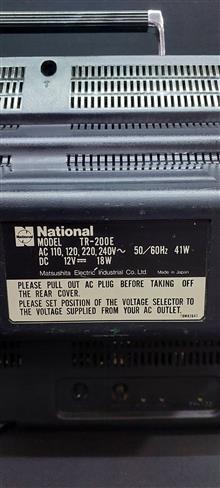 National
MODEL TR-200E
AC 110,120,220,240V~ 50/60Hz 41W
DC 12V⎓ 18W
Matsushita Electric Industrial Co. Ltd. Made in Japan
PLEASE PULL OUT AC PLUG BEFORE TAKING OFF
THE REAR COVER.
PLEASE SET POSITION OF THE VOLTAGE SELECTOR TO
THE VOLTAGE SUPPLIED FROM YOUR AC OUTLET.